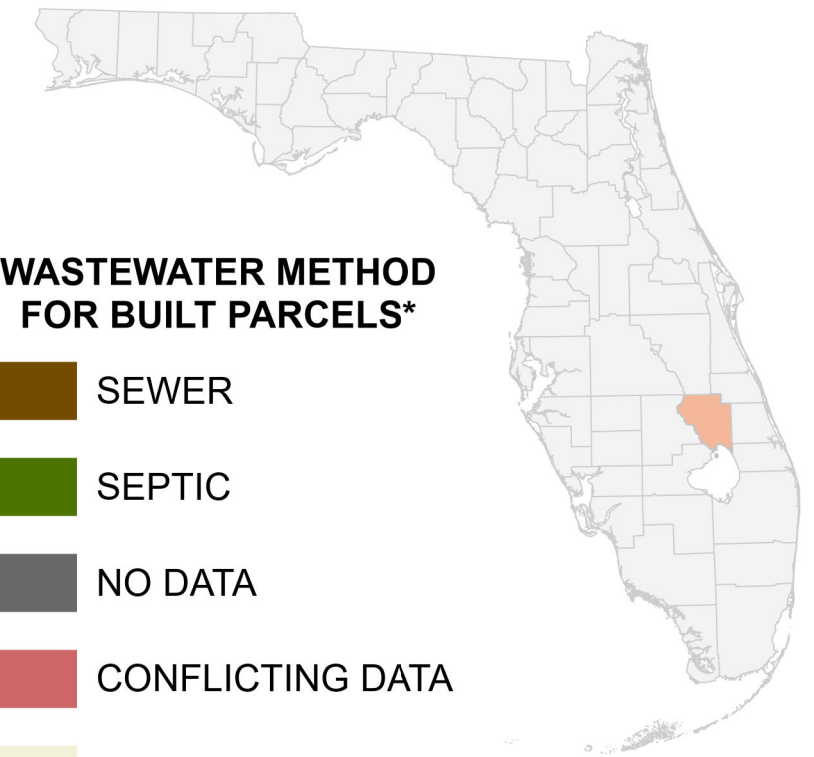 WASTEWATER METHOD
FOR BUILT PARCELS*
SEWER
SEPTIC
NO DATA
CONFLICTING DATA